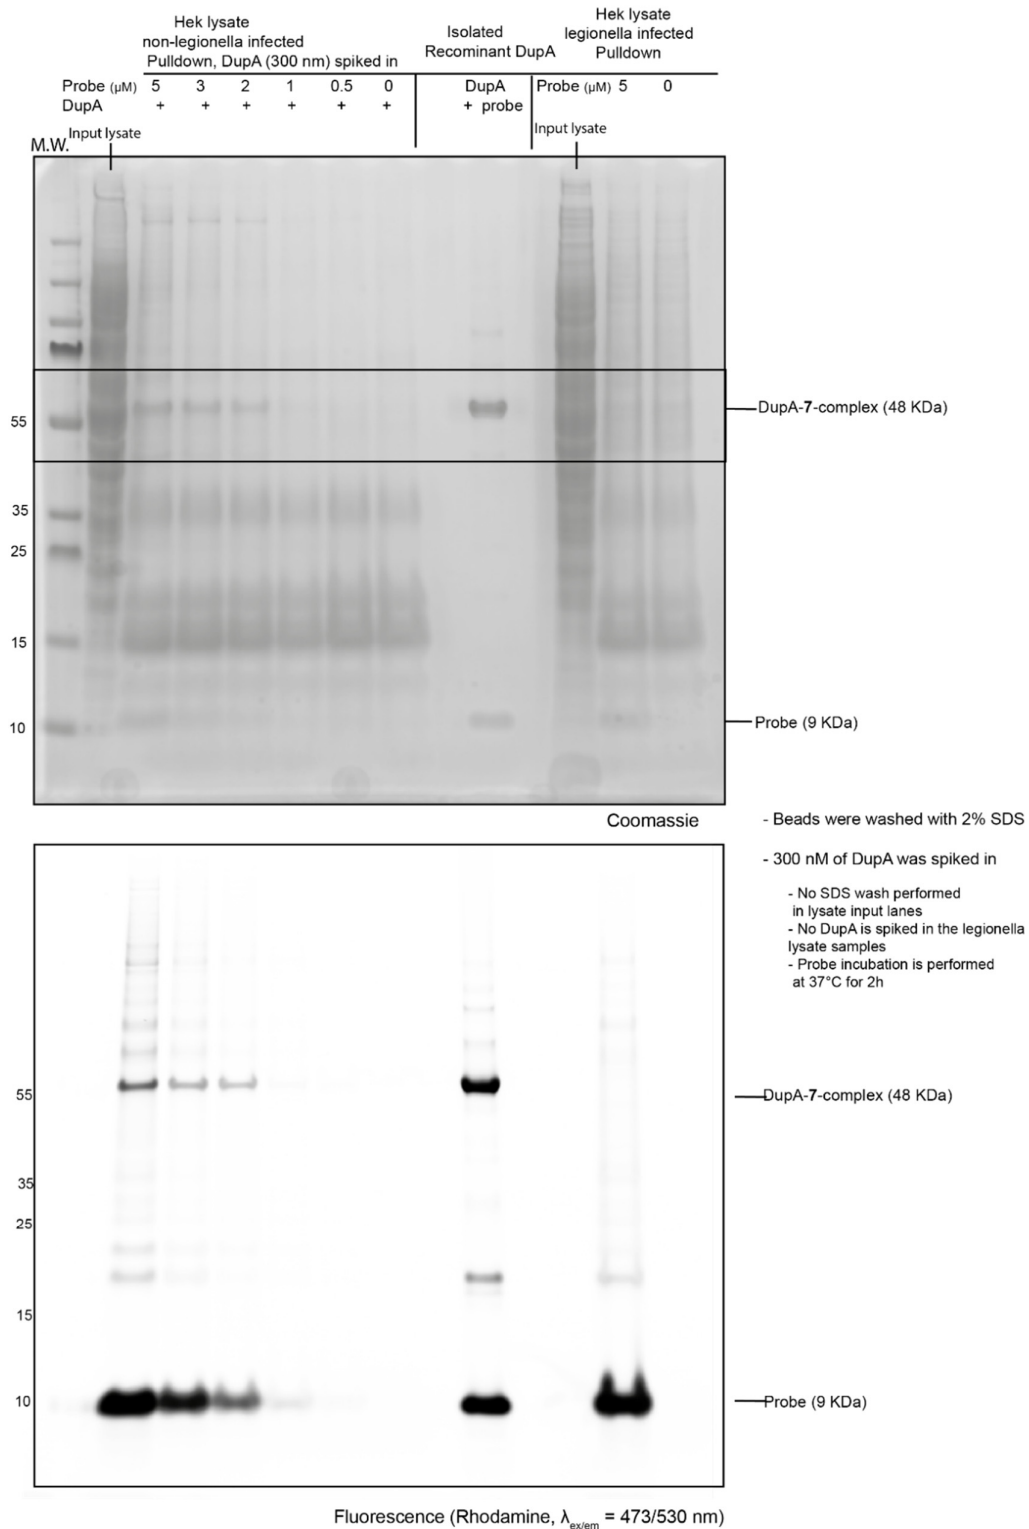 Hek lysate
non-legionella infected
Pulldown, DupA (300 nm) spiked in
Isolated
Recominant DupA
Hek lysate
legionella infected
Pulldown
Probe (μM) 5 3 2 1 0.5 0
DupA + + + + + +
DupA
+ probe
Probe (μM) 5 0
M.W.
Input lysate
Input lysate
55
35
25
15
10
DupA-7-complex (48 KDa)
Probe (9 KDa)
Coomassie
- Beads were washed with 2% SDS
- 300 nM of DupA was spiked in
- No SDS wash performed
in lysate input lanes
- No DupA is spiked in the legionella
lysate samples
- Probe incubation is performed
at 37°C for 2h
55
35
25
15
10
DupA-7-complex (48 KDa)
Probe (9 KDa)
Fluorescence (Rhodamine, λex/em = 473/530 nm)